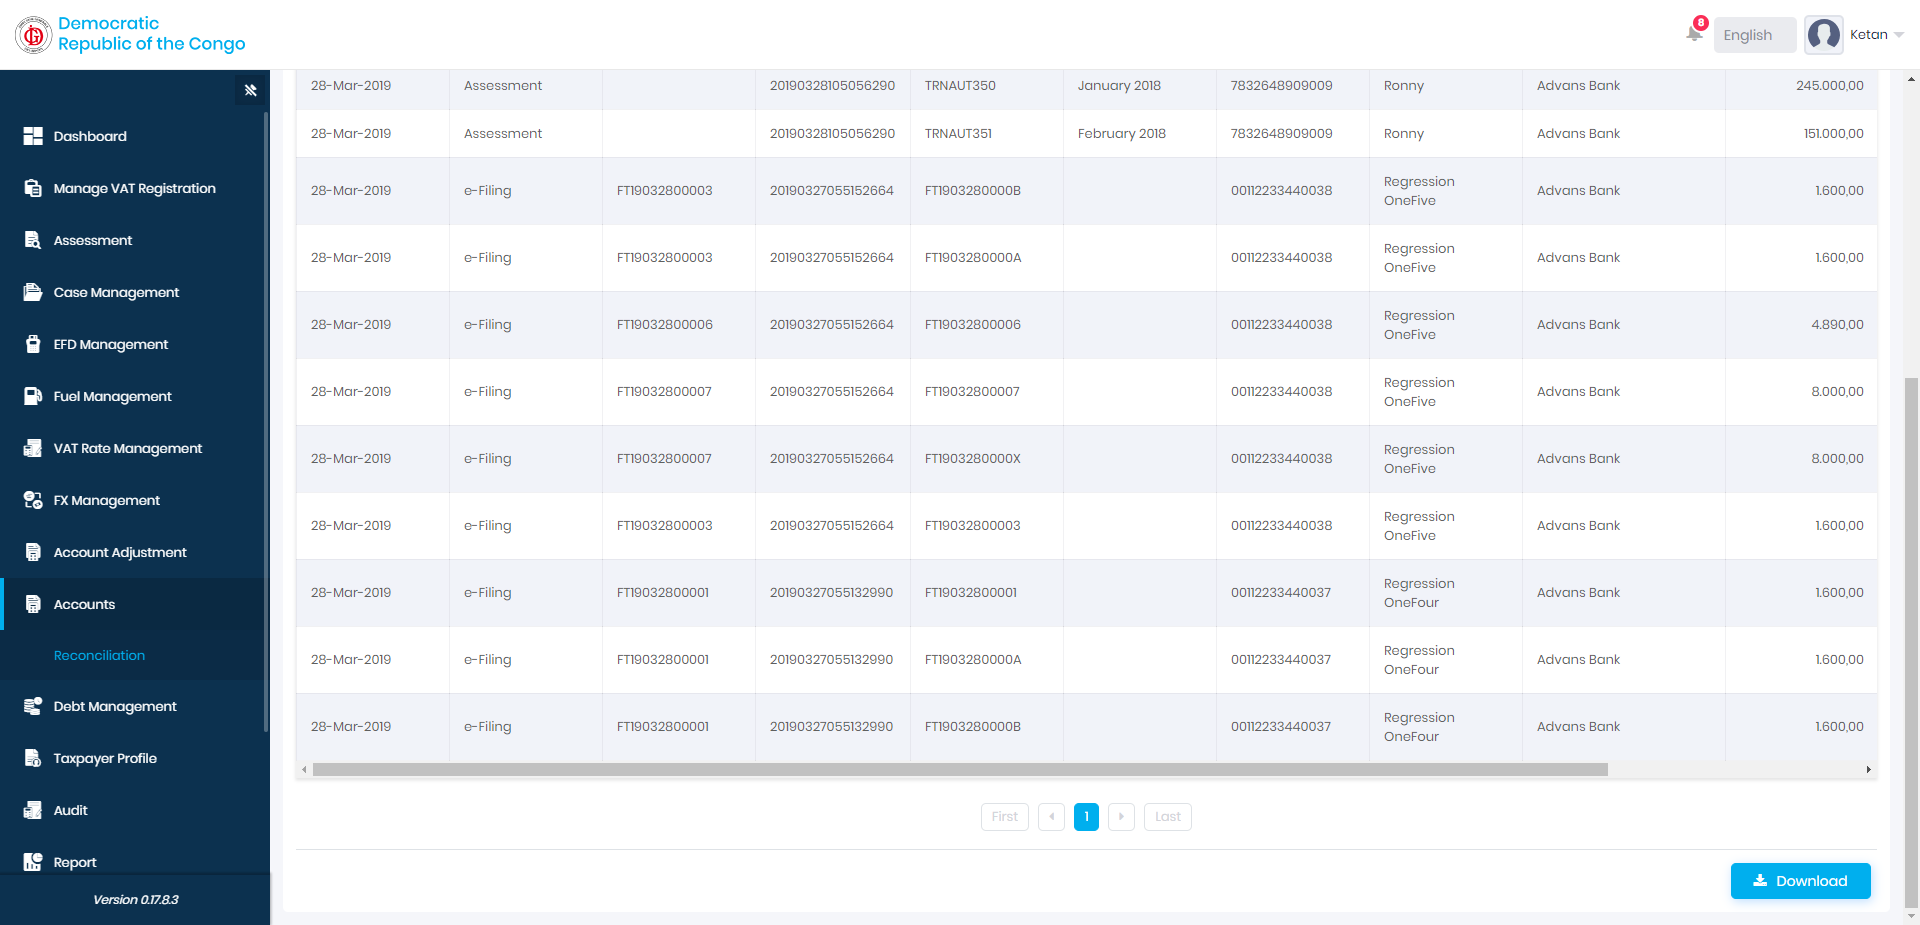 Democratic
Republic of the Congo
8
English
Ketan
Dashboard
Manage VAT Registration
Assessment
Case Management
EFD Management
Fuel Management
VAT Rate Management
FX Management
Account Adjustment
Accounts
Reconciliation
Debt Management
Taxpayer Profile
Audit
Report
Version 0.17.8.3
28-Mar-2019 Assessment 20190328105056290 TRNAUT350 January 2018 7832648909009 Ronny Advans Bank 245.000,00
28-Mar-2019 Assessment 20190328105056290 TRNAUT351 February 2018 7832648909009 Ronny Advans Bank 151.000,00
28-Mar-2019 e-Filing FT19032800003 20190327055152664 FT1903280000B 00112233440038 Regression OneFive Advans Bank 1.600,00
28-Mar-2019 e-Filing FT19032800003 20190327055152664 FT1903280000A 00112233440038 Regression OneFive Advans Bank 1.600,00
28-Mar-2019 e-Filing FT19032800006 20190327055152664 FT19032800006 00112233440038 Regression OneFive Advans Bank 4.890,00
28-Mar-2019 e-Filing FT19032800007 20190327055152664 FT19032800007 00112233440038 Regression OneFive Advans Bank 8.000,00
28-Mar-2019 e-Filing FT19032800007 20190327055152664 FT1903280000X 00112233440038 Regression OneFive Advans Bank 8.000,00
28-Mar-2019 e-Filing FT19032800003 20190327055152664 FT19032800003 00112233440038 Regression OneFive Advans Bank 1.600,00
28-Mar-2019 e-Filing FT19032800001 20190327055132990 FT19032800001 00112233440037 Regression OneFour Advans Bank 1.600,00
28-Mar-2019 e-Filing FT19032800001 20190327055132990 FT1903280000A 00112233440037 Regression OneFour Advans Bank 1.600,00
28-Mar-2019 e-Filing FT19032800001 20190327055132990 FT1903280000B 00112233440037 Regression OneFour Advans Bank 1.600,00
First 1 Last
Download